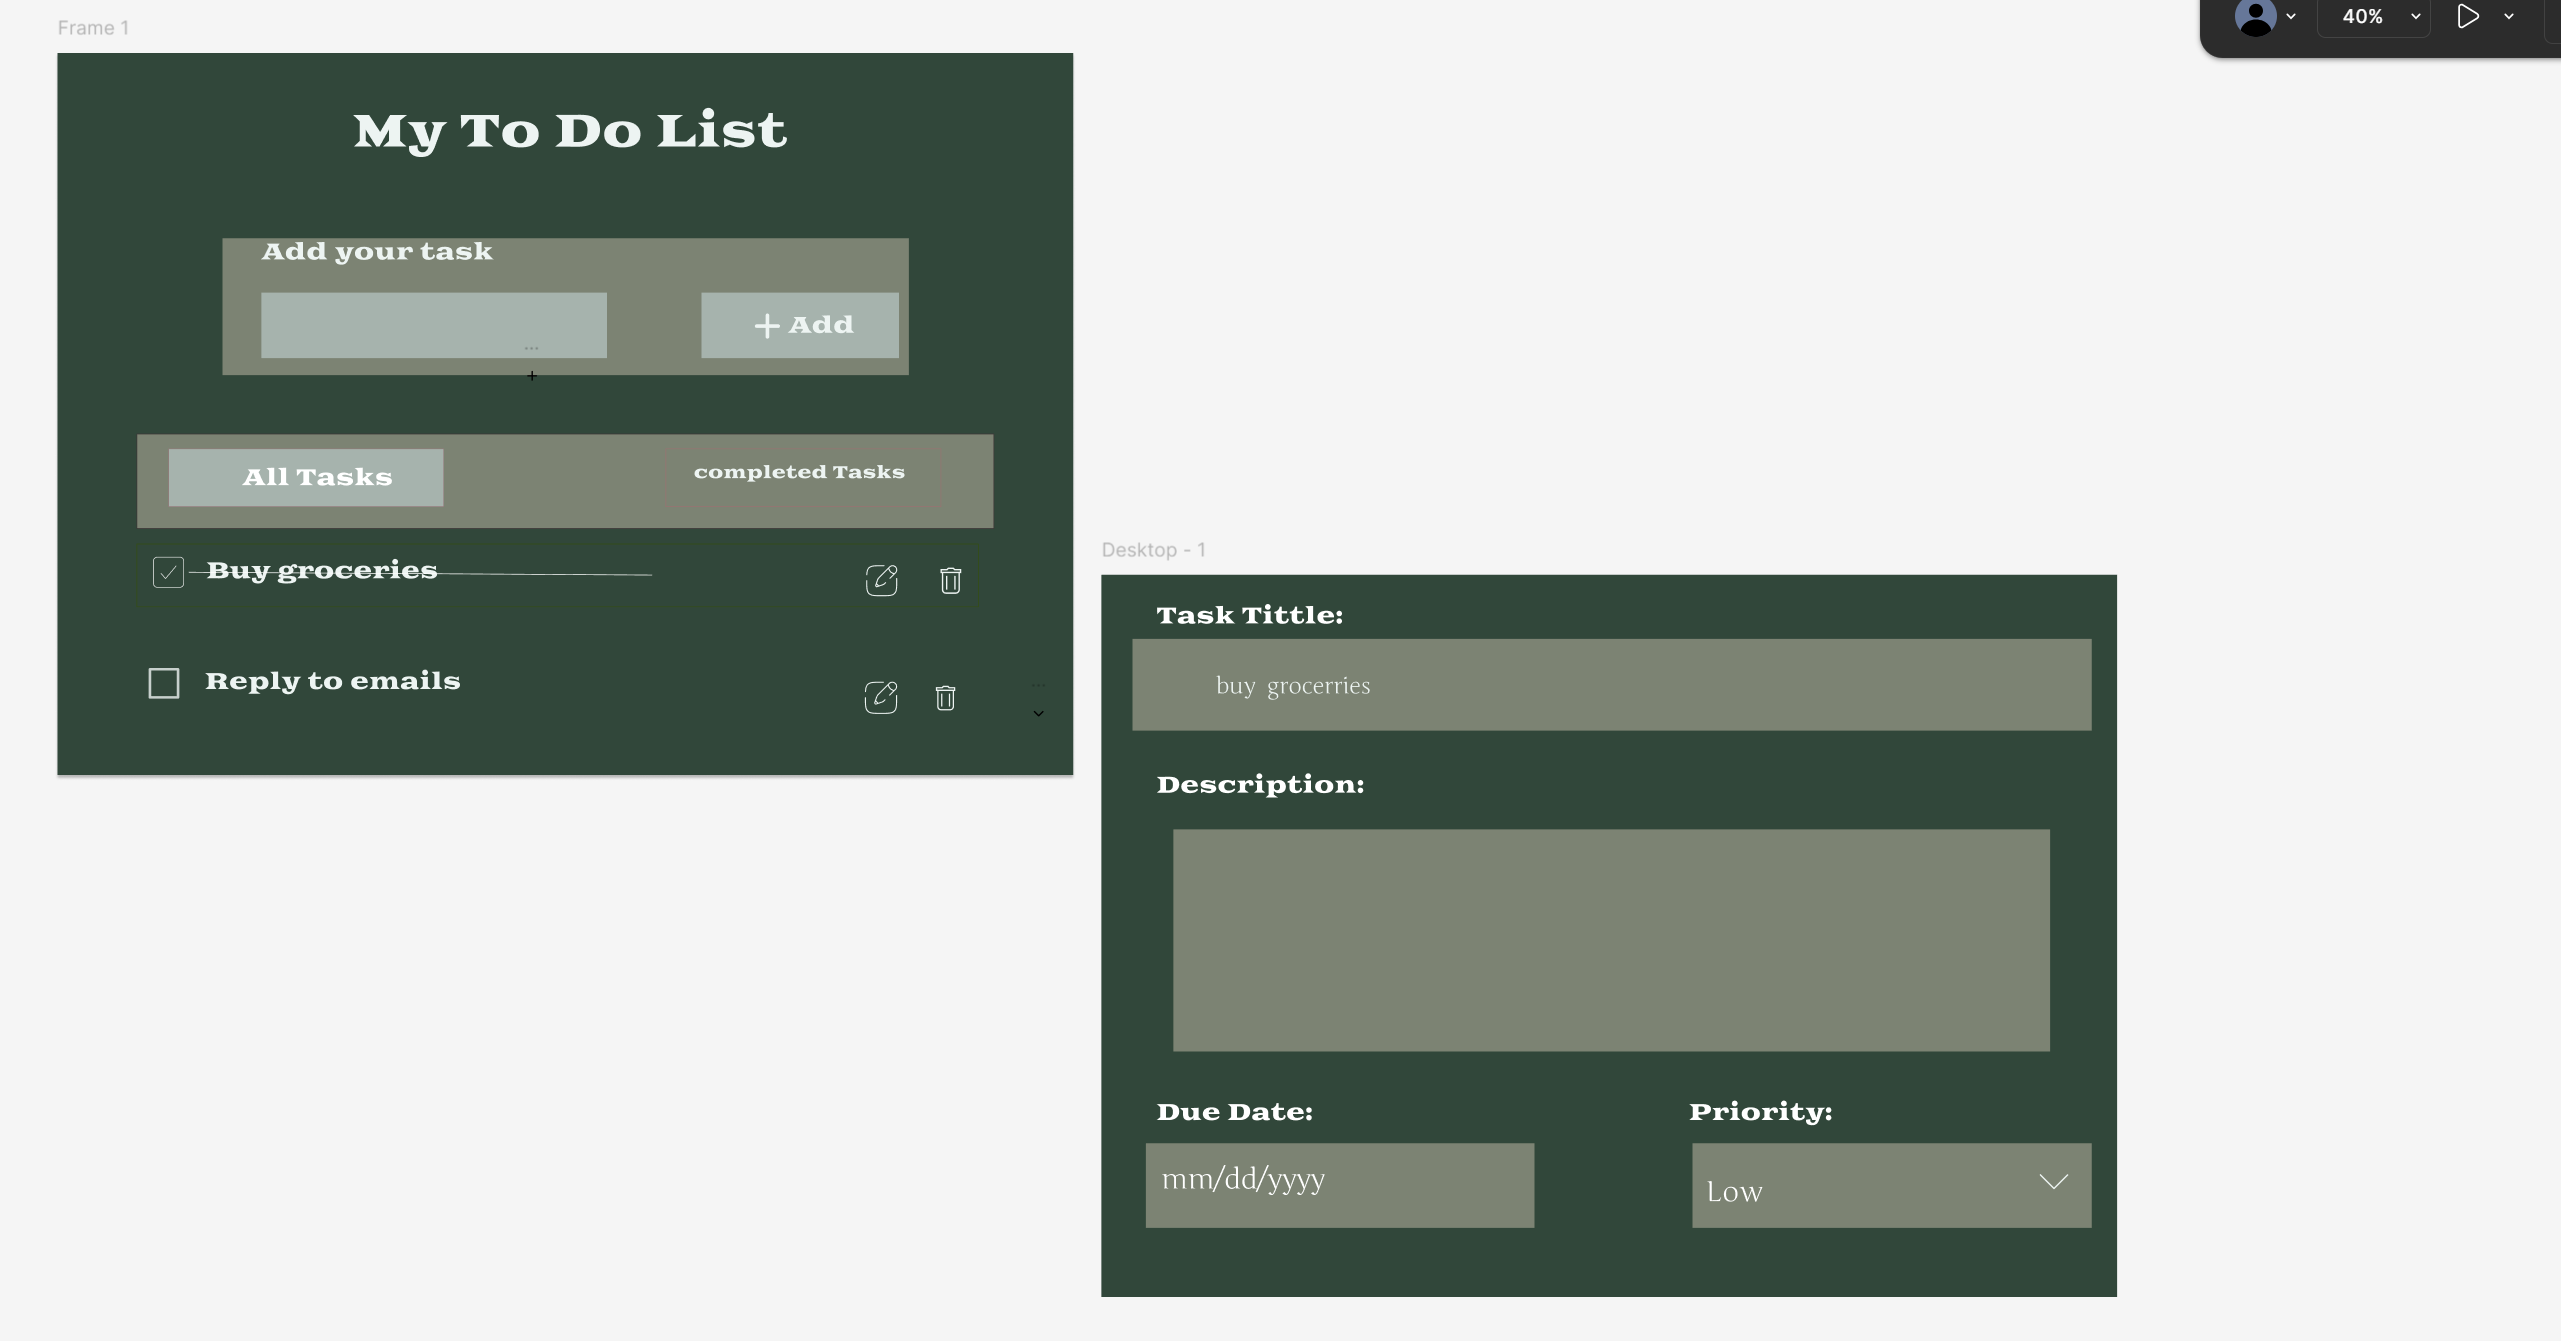 Frame 1
40%
My To Do List
Add your task
+ Add
All Tasks
completed Tasks
Buy groceries
Reply to emails
Desktop - 1
Task Tittle:
buy grocerries
Description:
Due Date:
Priority:
mm/dd/yyyy
Low